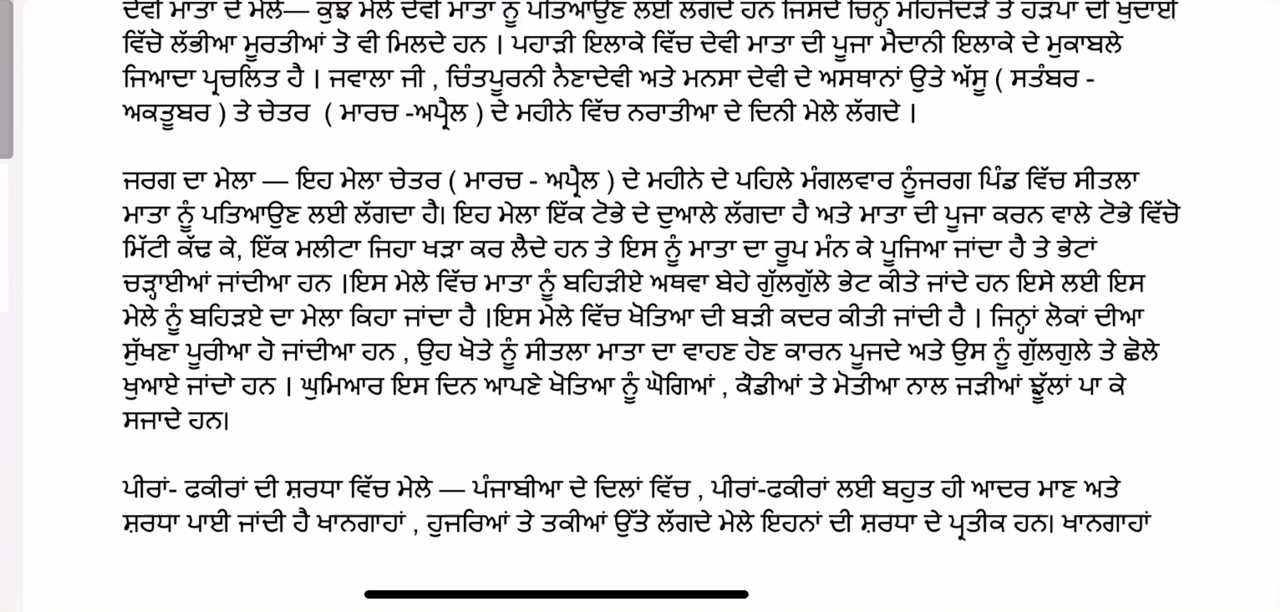 ਦੇਵੀ ਮਾਤਾ ਦੇ ਮੇਲੇ— ਕੁਝ ਮੇਲੇ ਦੇਵੀ ਮਾਤਾ ਨੂੰ ਪਤਿਆਉਣ ਲਈ ਲੱਗਦੇ ਹਨ ਜਿਸਦੇ ਚਿਨ੍ਹ ਮਹਿੰਜਦੜੋ ਤੇ ਹੜੱਪਾ ਦੀ ਖੁਦਾਈ
ਵਿੱਚੋ ਲੱਭੀਆ ਮੂਰਤੀਆਂ ਤੋ ਵੀ ਮਿਲਦੇ ਹਨ । ਪਹਾੜੀ ਇਲਾਕੇ ਵਿੱਚ ਦੇਵੀ ਮਾਤਾ ਦੀ ਪੂਜਾ ਮੈਦਾਨੀ ਇਲਾਕੇ ਦੇ ਮੁਕਾਬਲੇ
ਜਿਆਦਾ ਪ੍ਰਚਲਿਤ ਹੈ । ਜਵਾਲਾ ਜੀ , ਚਿੰਤਪੂਰਨੀ ਨੈਣਾਦੇਵੀ ਅਤੇ ਮਨਸਾ ਦੇਵੀ ਦੇ ਅਸਥਾਨਾਂ ਉਤੇ ਅੱਸੂ ( ਸਤੰਬਰ -
ਅਕਤੂਬਰ ) ਤੇ ਚੇਤਰ ( ਮਾਰਚ -ਅਪ੍ਰੈਲ ) ਦੇ ਮਹੀਨੇ ਵਿੱਚ ਨਰਾਤੀਆ ਦੇ ਦਿਨੀ ਮੇਲੇ ਲੱਗਦੇ ।
ਜਰਗ ਦਾ ਮੇਲਾ — ਇਹ ਮੇਲਾ ਚੇਤਰ ( ਮਾਰਚ - ਅਪ੍ਰੈਲ ) ਦੇ ਮਹੀਨੇ ਦੇ ਪਹਿਲੇ ਮੰਗਲਵਾਰ ਨੂੰਜਰਗ ਪਿੰਡ ਵਿੱਚ ਸੀਤਲਾ
ਮਾਤਾ ਨੂੰ ਪਤਿਆਉਣ ਲਈ ਲੱਗਦਾ ਹੈ। ਇਹ ਮੇਲਾ ਇੱਕ ਟੋਭੇ ਦੇ ਦੁਆਲੇ ਲੱਗਦਾ ਹੈ ਅਤੇ ਮਾਤਾ ਦੀ ਪੂਜਾ ਕਰਨ ਵਾਲੇ ਟੋਭੇ ਵਿੱਚੋ
ਮਿੱਟੀ ਕੱਢ ਕੇ, ਇੱਕ ਮਲੀਟਾ ਜਿਹਾ ਖੜਾ ਕਰ ਲੈਦੇ ਹਨ ਤੇ ਇਸ ਨੂੰ ਮਾਤਾ ਦਾ ਰੂਪ ਮੰਨ ਕੇ ਪੂਜਿਆ ਜਾਂਦਾ ਹੈ ਤੇ ਭੇਟਾਂ
ਚੜ੍ਹਾਈਆਂ ਜਾਂਦੀਆ ਹਨ ।ਇਸ ਮੇਲੇ ਵਿੱਚ ਮਾਤਾ ਨੂੰ ਬਹਿੜੀਏ ਅਥਵਾ ਬੇਹੇ ਗੁੱਲਗੁੱਲੇ ਭੇਟ ਕੀਤੇ ਜਾਂਦੇ ਹਨ ਇਸੇ ਲਈ ਇਸ
ਮੇਲੇ ਨੂੰ ਬਹਿੜਏ ਦਾ ਮੇਲਾ ਕਿਹਾ ਜਾਂਦਾ ਹੈ ।ਇਸ ਮੇਲੇ ਵਿੱਚ ਖੋਤਿਆ ਦੀ ਬੜੀ ਕਦਰ ਕੀਤੀ ਜਾਂਦੀ ਹੈ । ਜਿਨ੍ਹਾਂ ਲੋਕਾਂ ਦੀਆ
ਸੁੱਖਣਾ ਪੂਰੀਆ ਹੋ ਜਾਂਦੀਆ ਹਨ , ਉਹ ਖੋਤੇ ਨੂੰ ਸੀਤਲਾ ਮਾਤਾ ਦਾ ਵਾਹਣ ਹੋਣ ਕਾਰਨ ਪੂਜਦੇ ਅਤੇ ਉਸ ਨੂੰ ਗੁੱਲਗੁਲੇ ਤੇ ਛੋਲੇ
ਖੁਆਏ ਜਾਂਦੇ ਹਨ । ਘੁਮਿਆਰ ਇਸ ਦਿਨ ਆਪਣੇ ਖੋਤਿਆ ਨੂੰ ਘੋਗਿਆਂ , ਕੌਡੀਆਂ ਤੇ ਮੋਤੀਆ ਨਾਲ ਜੜੀਆਂ ਝੁੱਲਾਂ ਪਾ ਕੇ
ਸਜਾਦੇ ਹਨ।
ਪੀਰਾਂ- ਫਕੀਰਾਂ ਦੀ ਸ਼ਰਧਾ ਵਿੱਚ ਮੇਲੇ — ਪੰਜਾਬੀਆ ਦੇ ਦਿਲਾਂ ਵਿੱਚ , ਪੀਰਾਂ-ਫਕੀਰਾਂ ਲਈ ਬਹੁਤ ਹੀ ਆਦਰ ਮਾਣ ਅਤੇ
ਸ਼ਰਧਾ ਪਾਈ ਜਾਂਦੀ ਹੈ ਖਾਨਗਾਹਾਂ , ਹੁਜਰਿਆਂ ਤੇ ਤਕੀਆਂ ਉੱਤੇ ਲੱਗਦੇ ਮੇਲੇ ਇਹਨਾਂ ਦੀ ਸ਼ਰਧਾ ਦੇ ਪ੍ਰਤੀਕ ਹਨ। ਖਾਨਗਾਹਾਂ